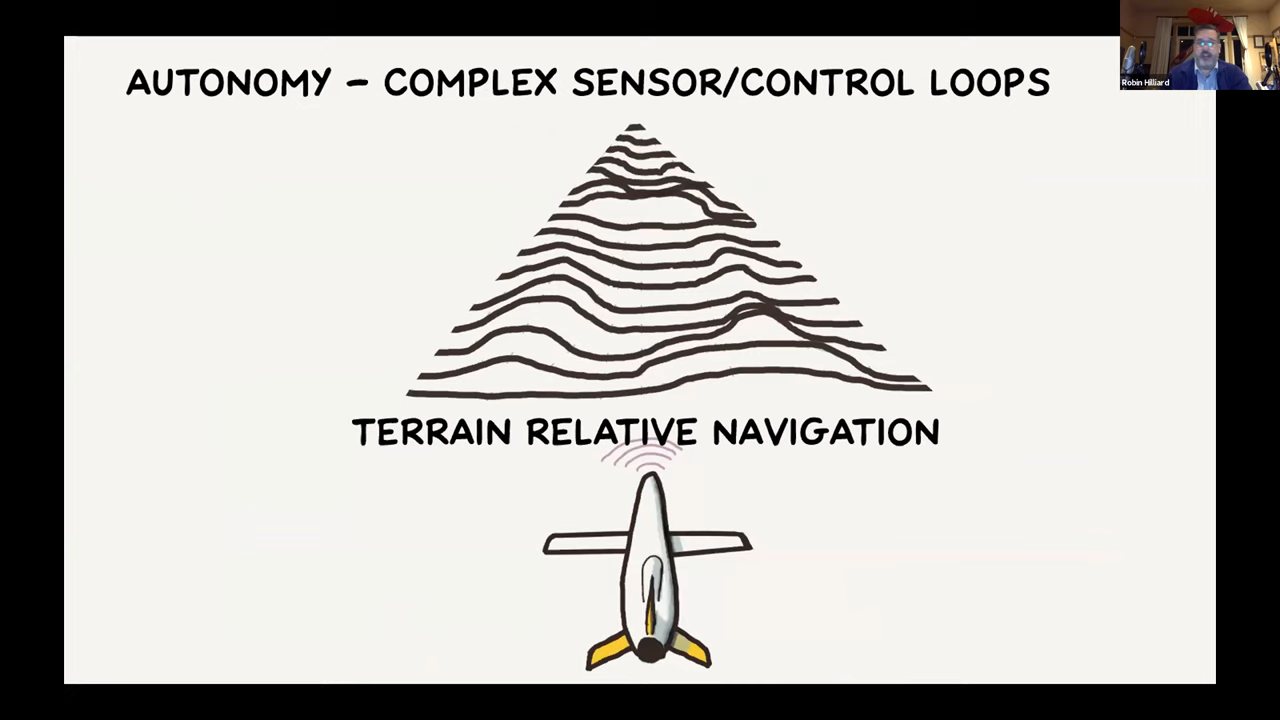 AUTONOMY – COMPLEX SENSOR/CONTROL LOOPS
Robin Hilliard
TERRAIN RELATIVE NAVIGATION